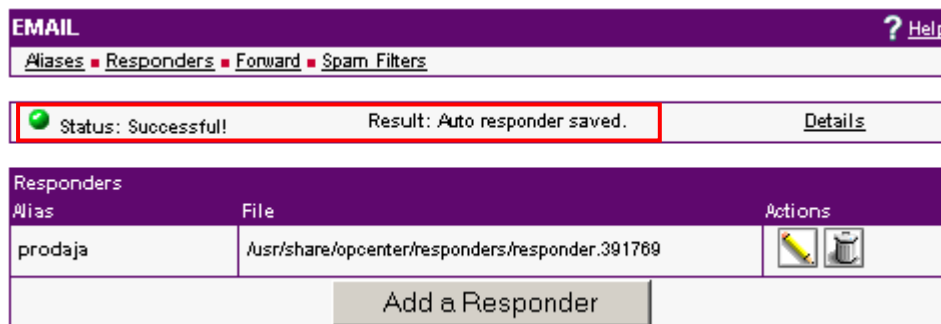 EMAIL ? Help
Aliases ▪ Responders ▪ Forward ▪ Spam Filters
Status: Successful! Result: Auto responder saved. Details
Responders
Alias File Actions
prodaja /usr/share/opcenter/responders/responder.391769
Add a Responder